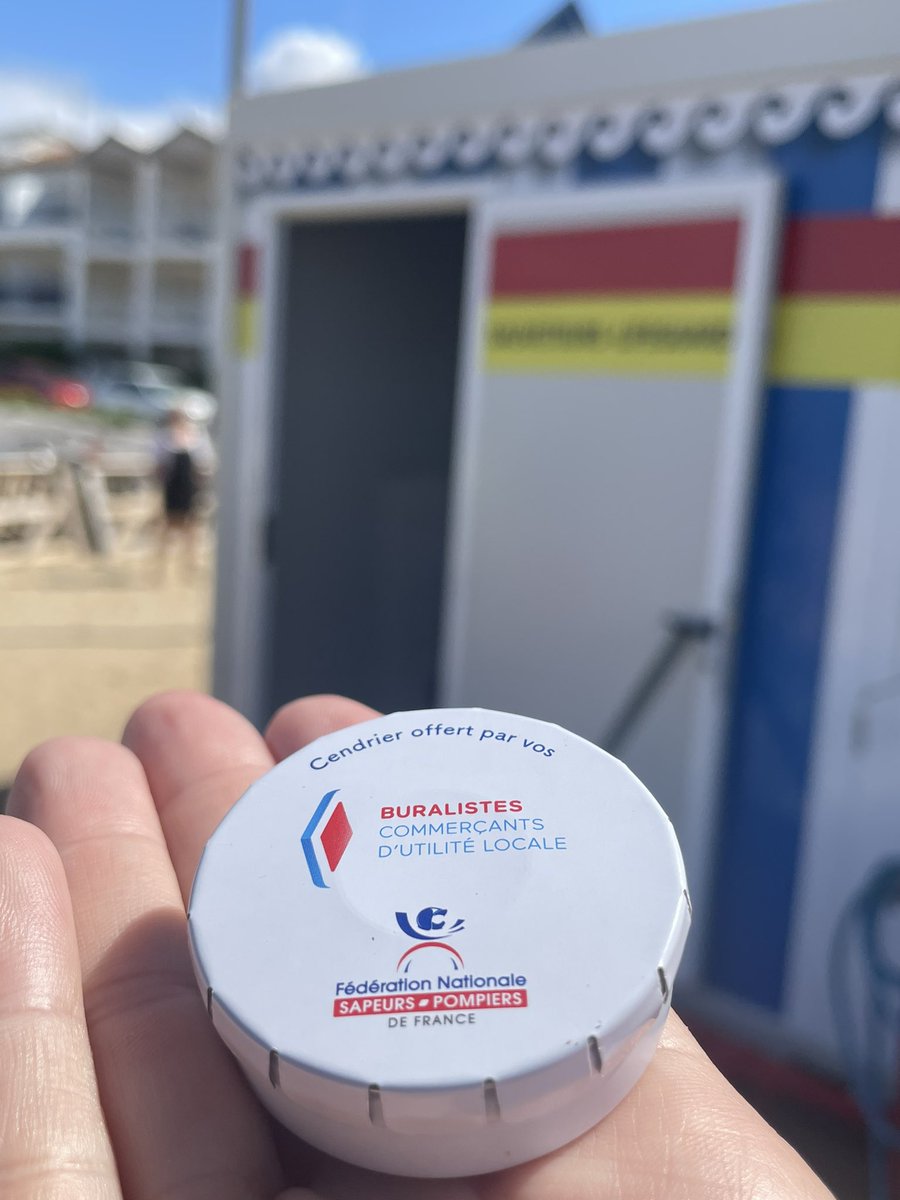 Cendrier offert par vos
BURALISTES
COMMERÇANTS
D'UTILITÉ LOCALE
Fédération Nationale
SAPEURS-POMPIERS
DE FRANCE